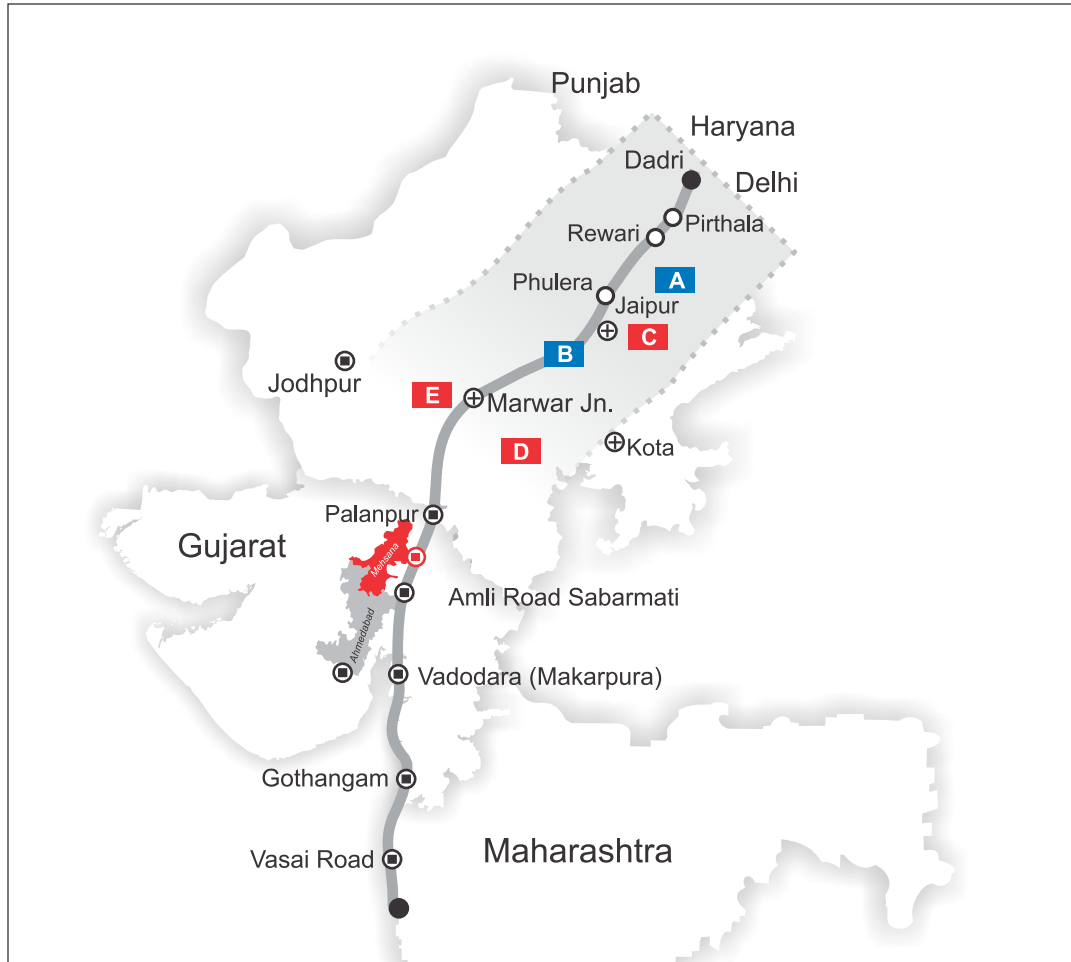 Punjab
Haryana
Dadri
Delhi
Pirthala
Rewari
A
Phulera
Jaipur
C
B
Jodhpur
E
Marwar Jn.
D
Kota
Palanpur
Gujarat
Mehsana
Amli Road Sabarmati
Ahmedabad
Vadodara (Makarpura)
Gothangam
Vasai Road
Maharashtra